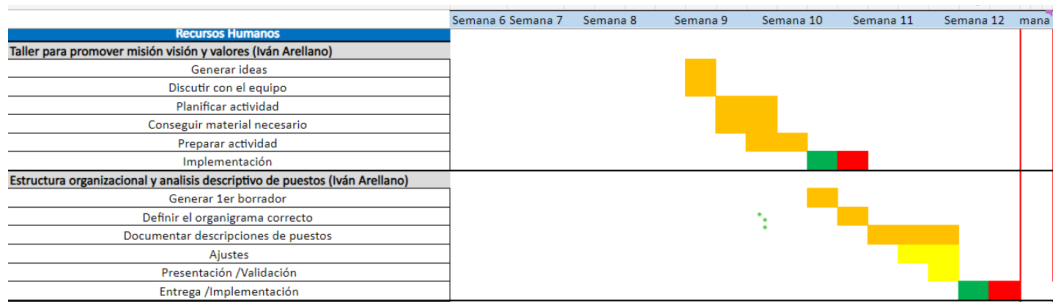 Semana 6 Semana 7 Semana 8 Semana 9 Semana 10 Semana 11 Semana 12 mana
Recursos Humanos
Taller para promover misión visión y valores (Iván Arellano)
Generar ideas
Discutir con el equipo
Planificar actividad
Conseguir material necesario
Preparar actividad
Implementación
Estructura organizacional y analisis descriptivo de puestos (Iván Arellano)
Generar 1er borrador
Definir el organigrama correcto
Documentar descripciones de puestos
Ajustes
Presentación /Validación
Entrega /Implementación